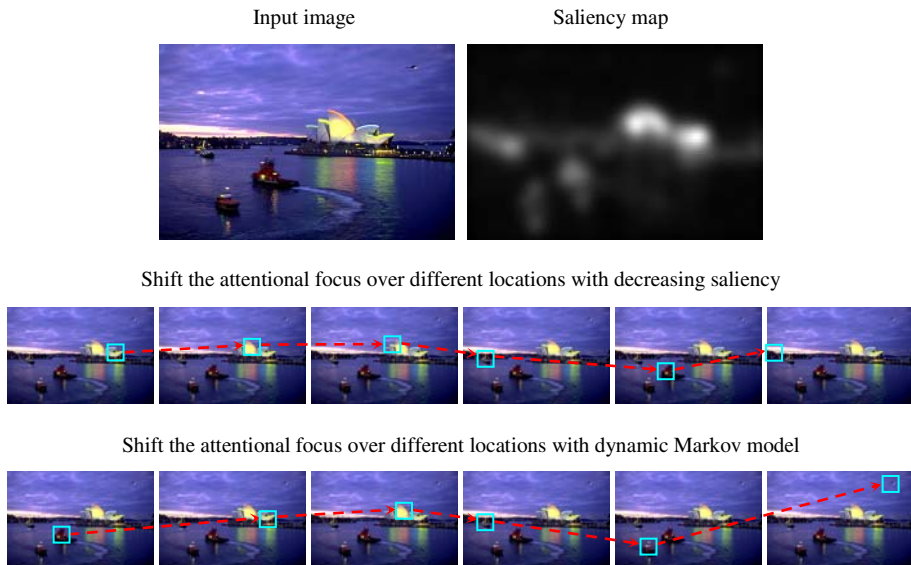 Input image
Saliency map
Shift the attentional focus over different locations with decreasing saliency
Shift the attentional focus over different locations with dynamic Markov model